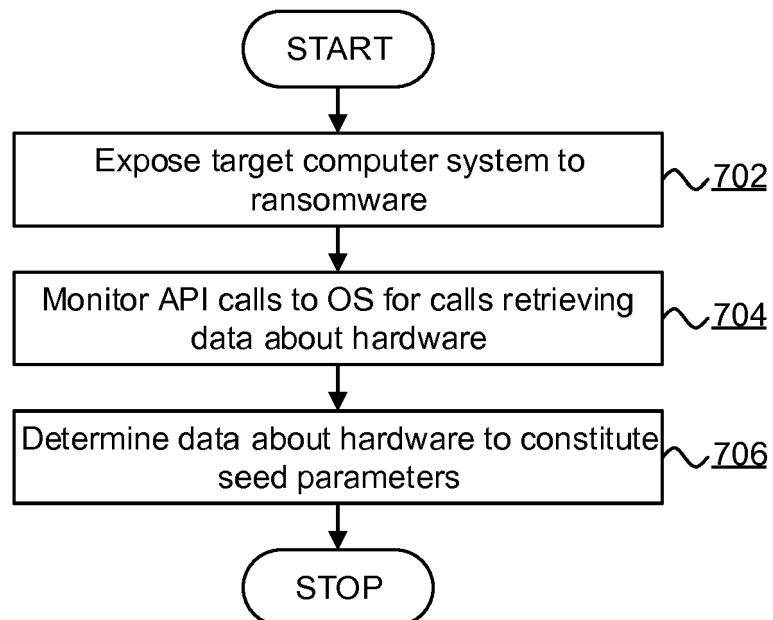 START
Expose target computer system to
ransomware
702
Monitor API calls to OS for calls retrieving
data about hardware
704
Determine data about hardware to constitute
seed parameters
706
STOP